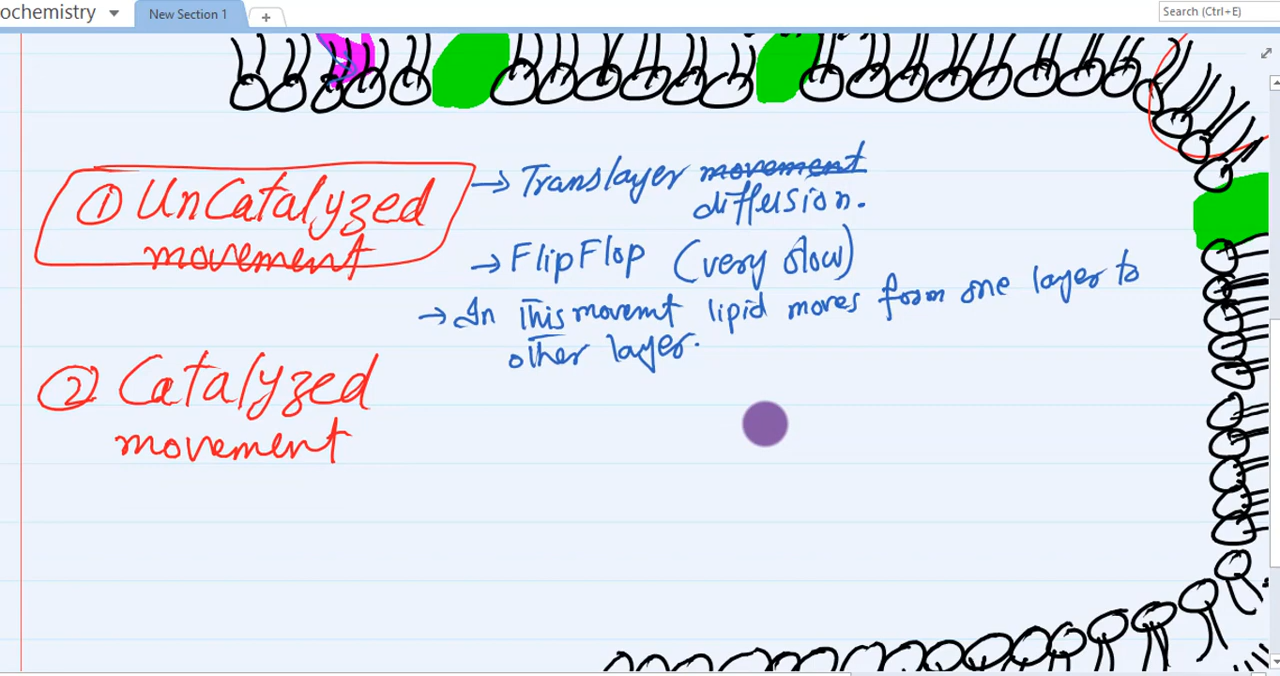 ochemistry
New Section 1
+
Search (Ctrl+E)
① UnCatalyzed
movement
→ Translayer movement
diffusion.
→ FlipFlop (very slow)
→ In This movemt lipid moves from one layer to
other layer.
② Catalyzed
movement